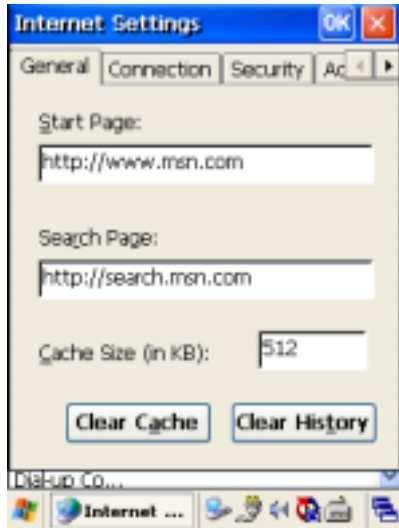 Internet Settings OK
General Connection Security Ad
Start Page:
http://www.msn.com
Search Page:
http://search.msn.com
Cache Size (in KB): 512
Clear Cache Clear History
Dial-up Co...
Internet ...